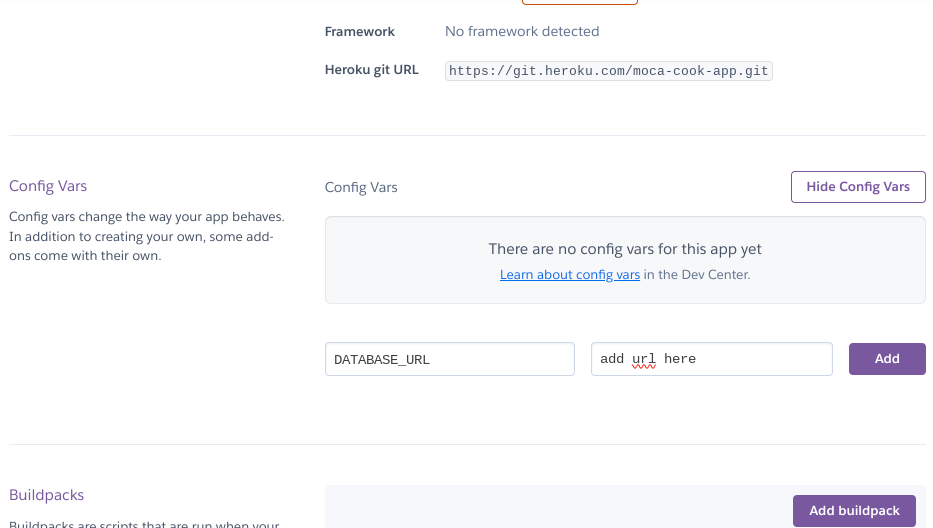 Framework No framework detected
Heroku git URL https://git.heroku.com/moca-cook-app.git
Config Vars
Config vars change the way your app behaves.
In addition to creating your own, some add-
ons come with their own.
Config Vars Hide Config Vars
There are no config vars for this app yet
Learn about config vars in the Dev Center.
DATABASE_URL add url here Add
Buildpacks
Buildpacks are scripts that are run when your
Add buildpack